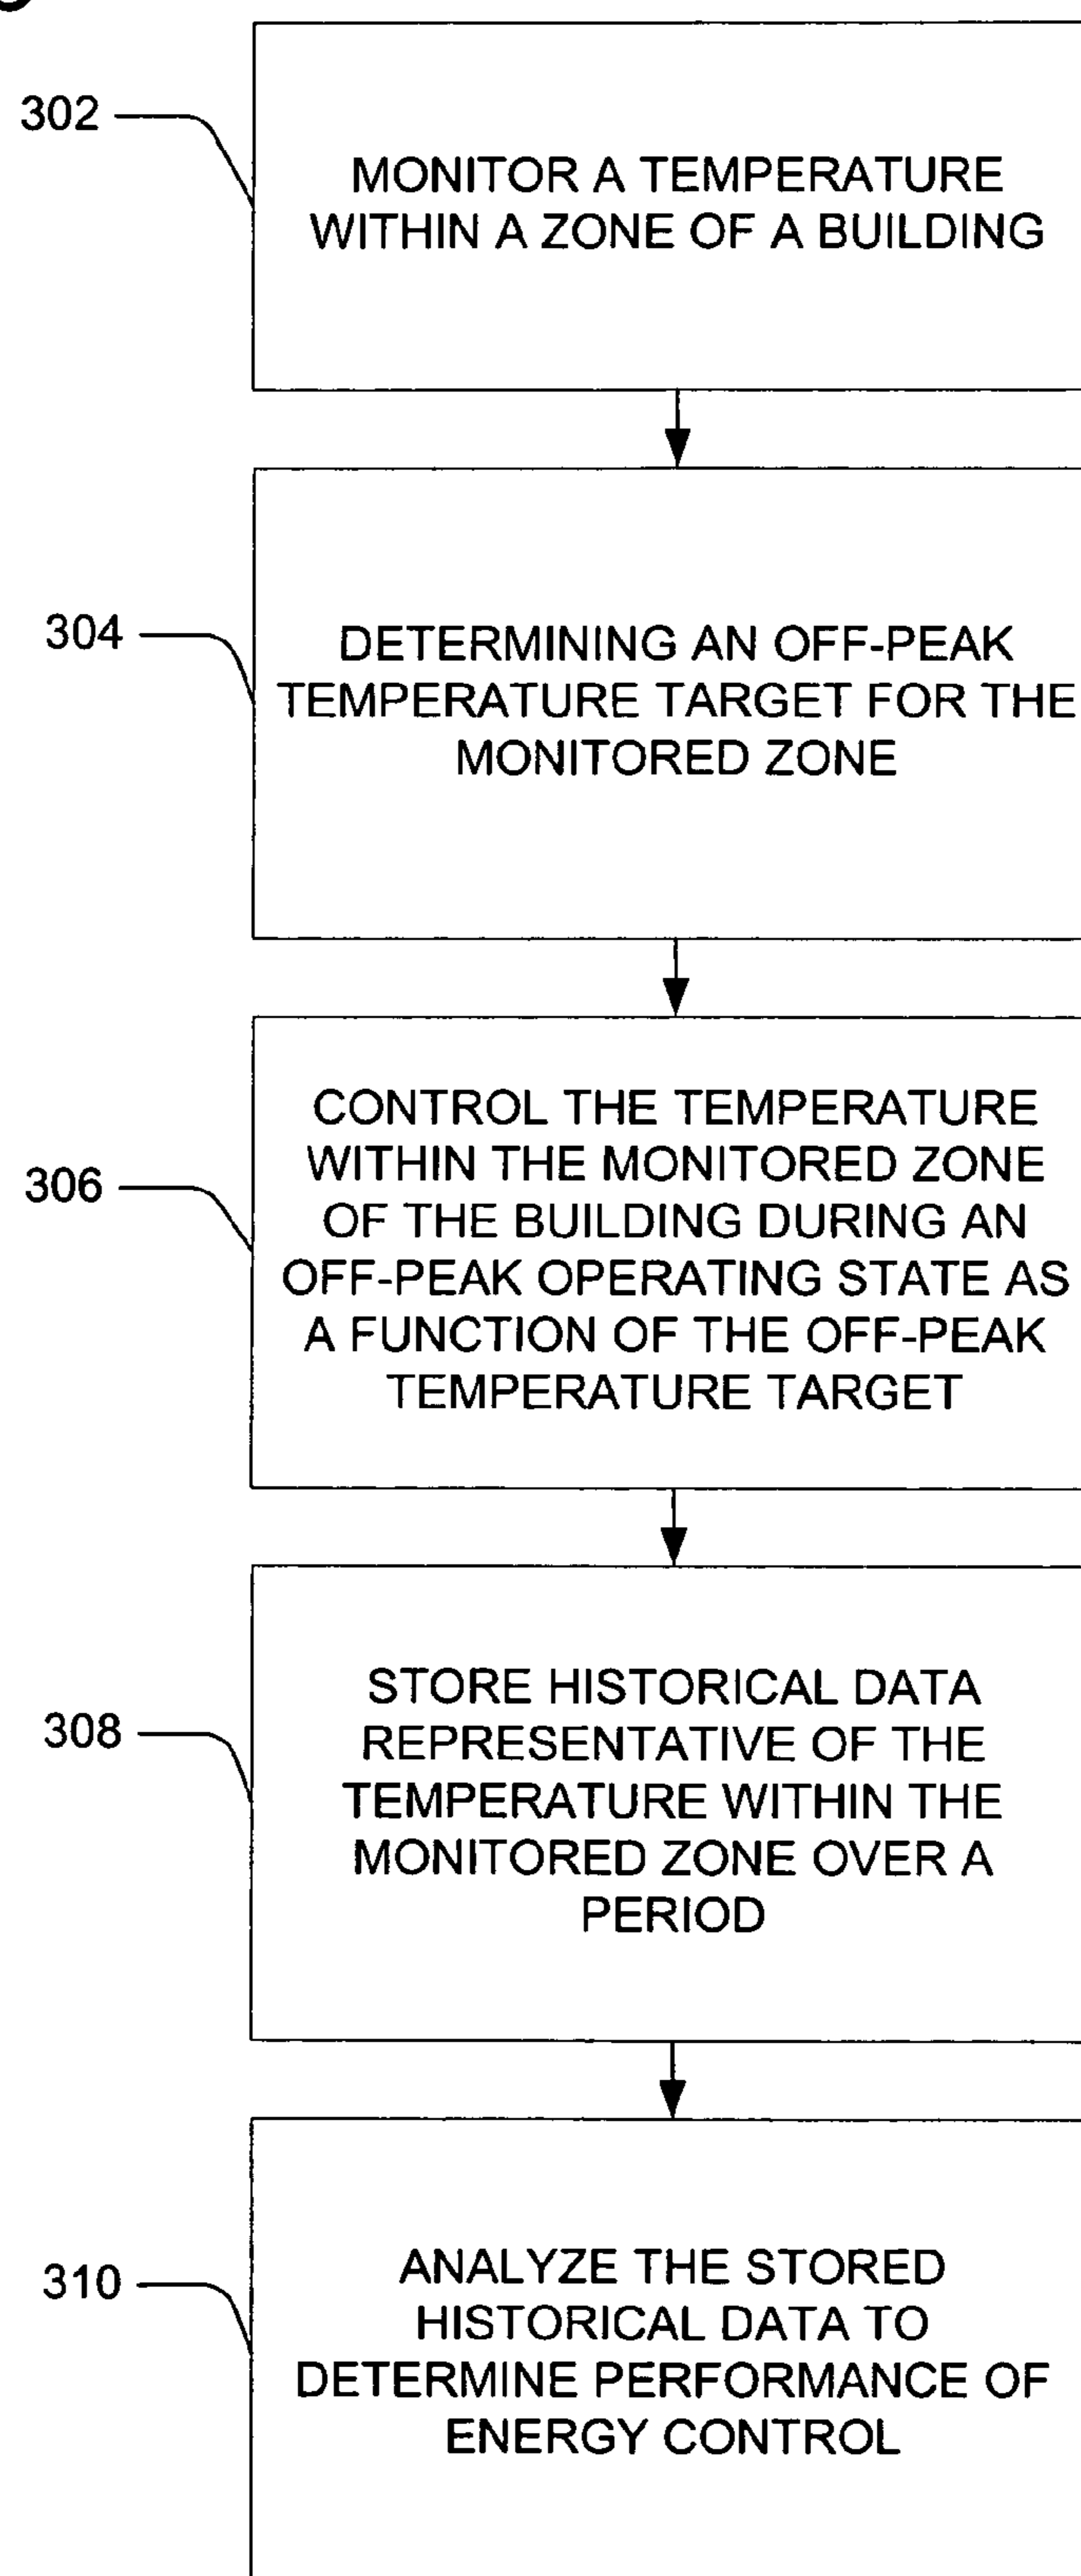 302
MONITOR A TEMPERATURE
WITHIN A ZONE OF A BUILDING
304
DETERMINING AN OFF-PEAK
TEMPERATURE TARGET FOR THE
MONITORED ZONE
306
CONTROL THE TEMPERATURE
WITHIN THE MONITORED ZONE
OF THE BUILDING DURING AN
OFF-PEAK OPERATING STATE AS
A FUNCTION OF THE OFF-PEAK
TEMPERATURE TARGET
308
STORE HISTORICAL DATA
REPRESENTATIVE OF THE
TEMPERATURE WITHIN THE
MONITORED ZONE OVER A
PERIOD
310
ANALYZE THE STORED
HISTORICAL DATA TO
DETERMINE PERFORMANCE OF
ENERGY CONTROL